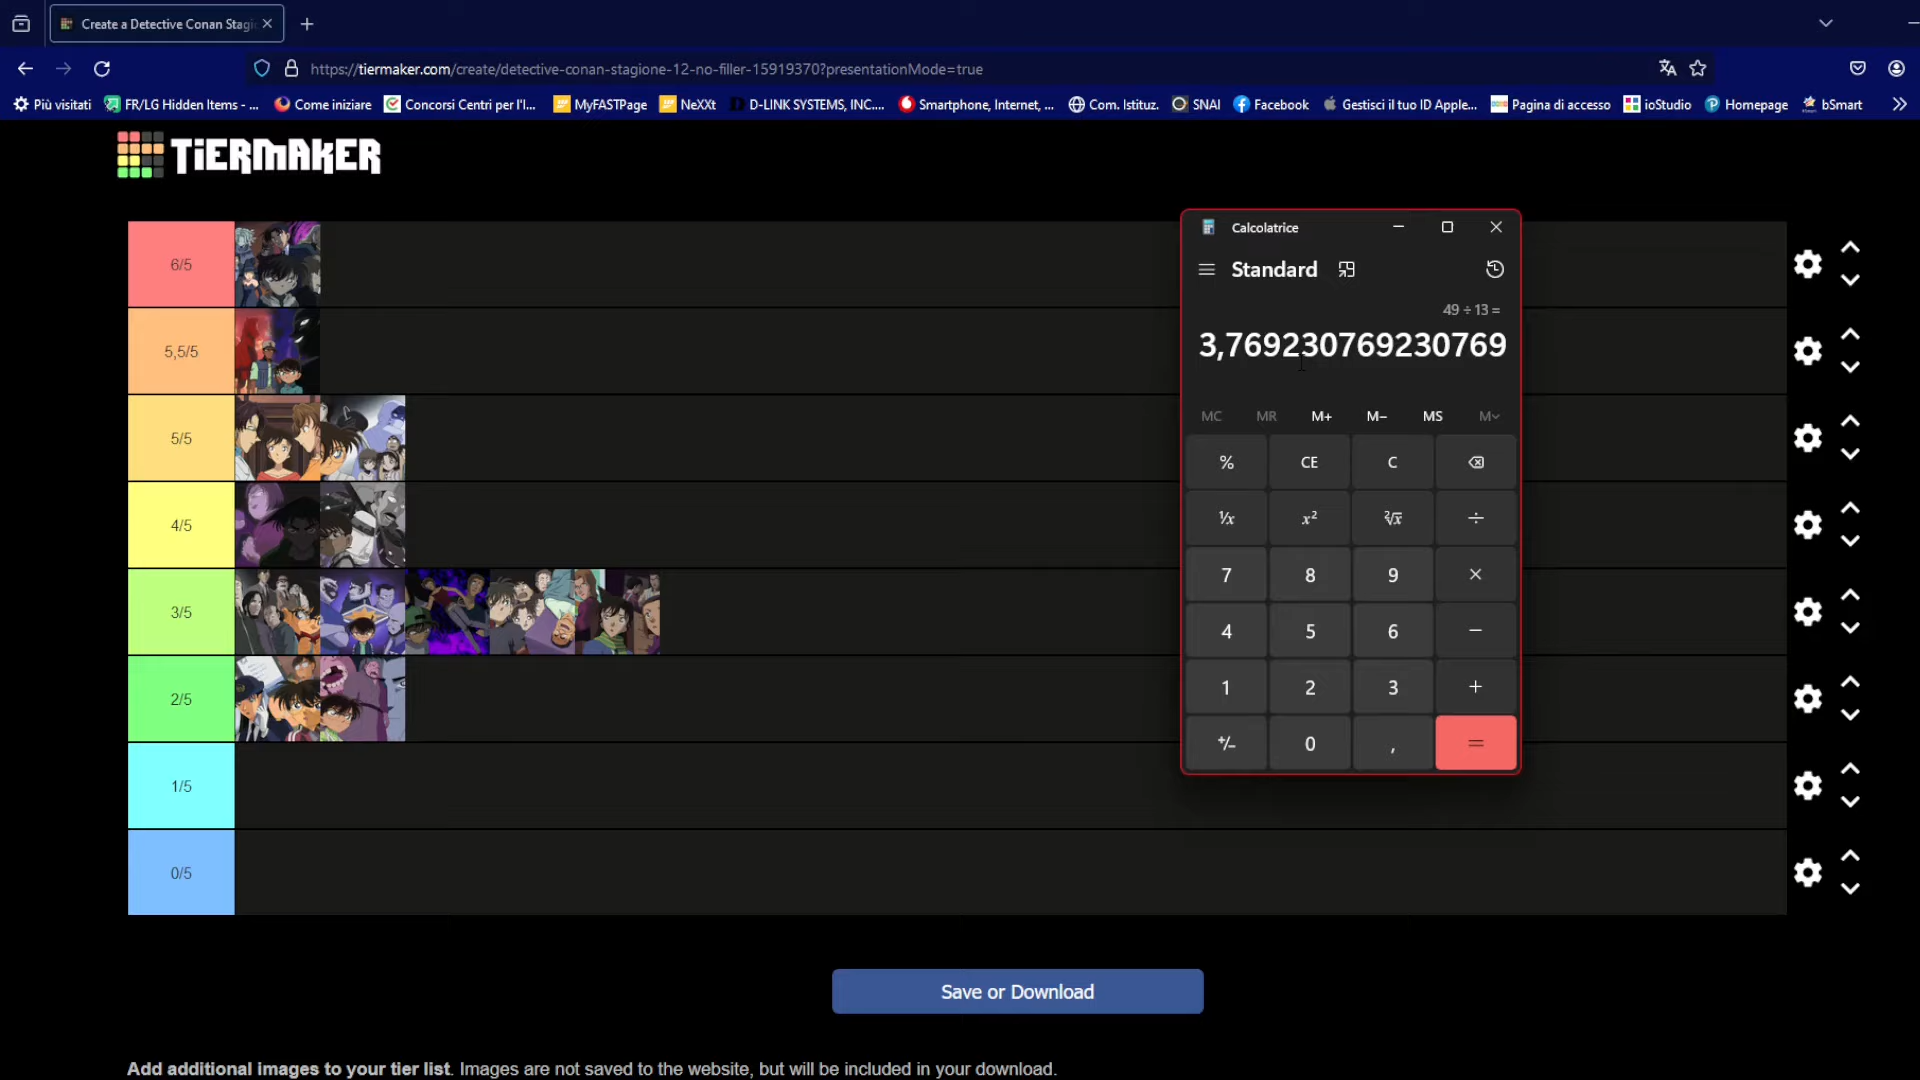 Create a Detective Conan Stagi
https://tiermaker.com/create/detective-conan-stagione-12-no-filler-15919370?presentationMode=true
Più visitati FR/LG Hidden Items - ... Come iniziare Concorsi Centri per l'I... MyFASTPage NeXXt D-LINK SYSTEMS, INC.... Smartphone, Internet, ... Com. Istituz. SNAI Facebook Gestisci il tuo ID Apple... Pagina di accesso ioStudio Homepage bSmart
TiERMAKER
Calcolatrice
Standard
49 ÷ 13 =
3,769230769230769
MC MR M+ M− MS M˅
% CE C
¹/x x² ²√x ÷
7 8 9 ×
4 5 6 −
1 2 3 +
+/− 0 , =
6/5
5,5/5
5/5
4/5
3/5
2/5
1/5
0/5
Save or Download
Add additional images to your tier list. Images are not saved to the website, but will be included in your download.